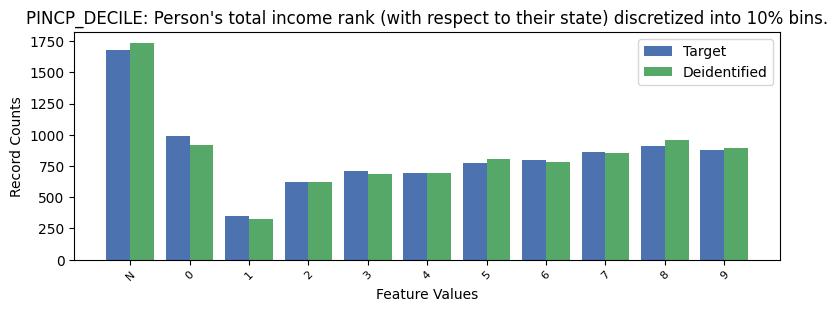 PINCP_DECILE: Person's total income rank (with respect to their state) discretized into 10% bins.
Target
Deidentified
Record Counts
1750
1500
1250
1000
750
500
250
0
N 0 1 2 3 4 5 6 7 8 9
Feature Values